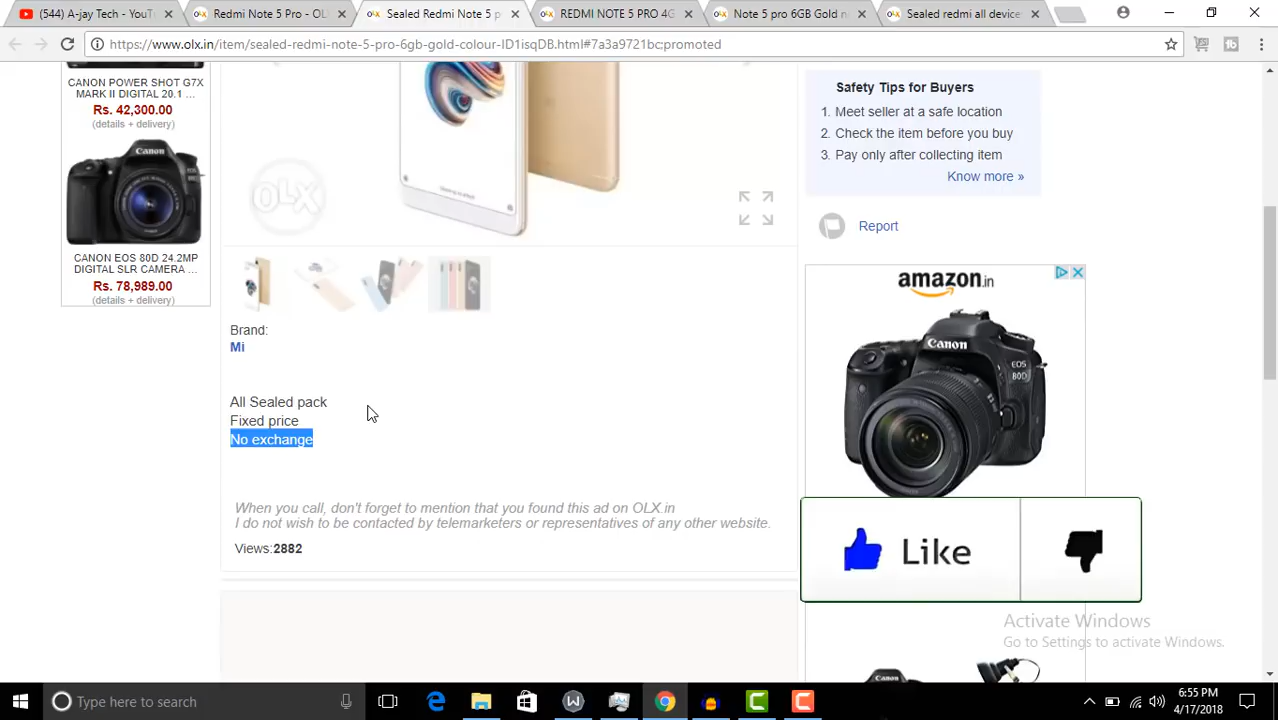 (544) A-jay Tech - YouT
Redmi Note 5 Pro - OL
Sealed Redmi Note 5 p
REDMI NOTE 5 PRO 4G
Note 5 pro 6GB Gold n
Sealed redmi all device
https://www.olx.in/item/sealed-redmi-note-5-pro-6gb-gold-colour-ID1isqDB.html#7a3a9721bc;promoted
CANON POWER SHOT G7X
MARK II DIGITAL 20.1 ...
Rs. 42,300.00
(details + delivery)
Canon
CANON EOS 80D 24.2MP
DIGITAL SLR CAMERA ...
Rs. 78,989.00
(details + delivery)
OLX
Brand:
Mi
All Sealed pack
Fixed price
No exchange
When you call, don't forget to mention that you found this ad on OLX.in
I do not wish to be contacted by telemarketers or representatives of any other website.
Views:2882
Safety Tips for Buyers
1. Meet seller at a safe location
2. Check the item before you buy
3. Pay only after collecting item
Know more »
Report
amazon.in
Canon
EOS
80D
Like
Activate Windows
Go to Settings to activate Windows.
Type here to search
6:55 PM
4/17/2018